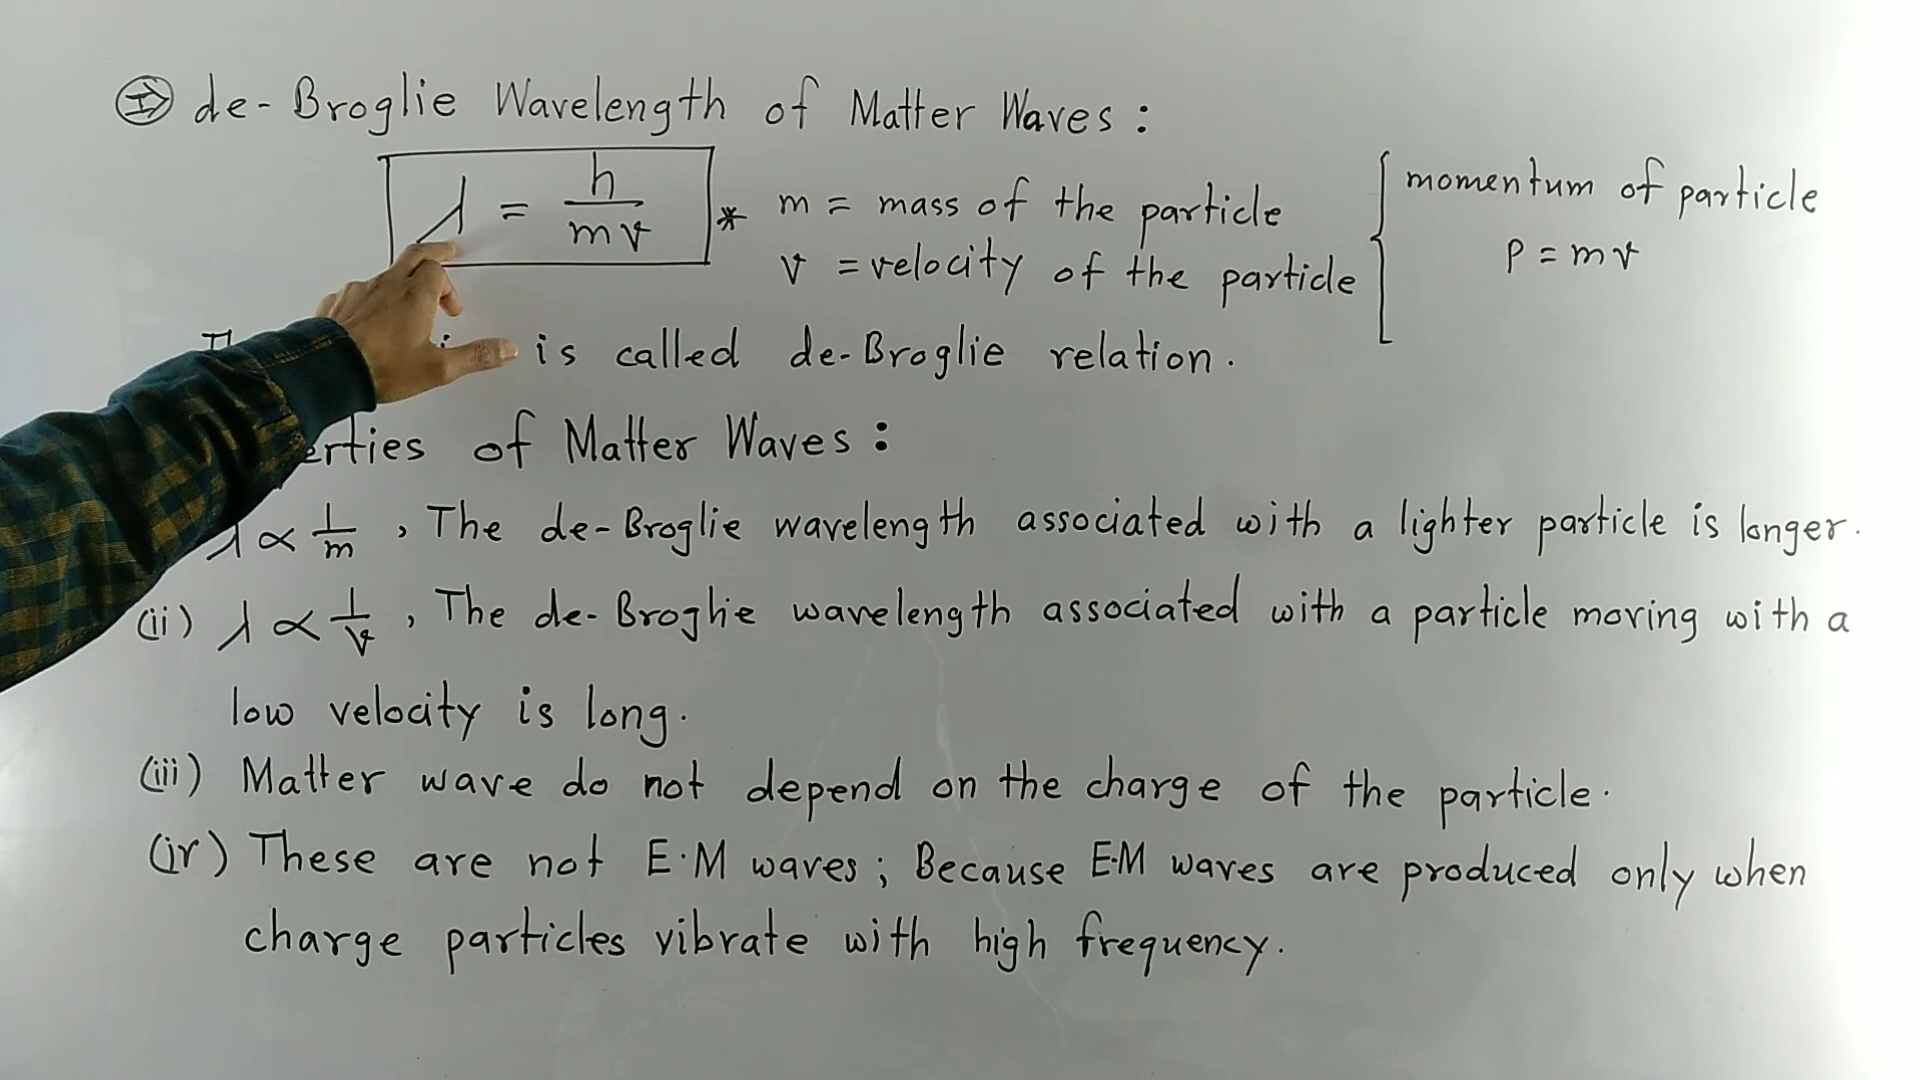 I de-Broglie Wavelength of Matter Waves :
λ = h/mv * m = mass of the particle
v = velocity of the particle
momentum of particle
P = mv
is called de-Broglie relation.
erties of Matter Waves :
λ ∝ 1/m , The de-Broglie wavelength associated with a lighter particle is longer.
(ii) λ ∝ 1/v , The de-Broglie wavelength associated with a particle moving with a
low velocity is long.
(iii) Matter wave do not depend on the charge of the particle.
(iv) These are not E.M waves ; Because E.M waves are produced only when
charge particles vibrate with high frequency.